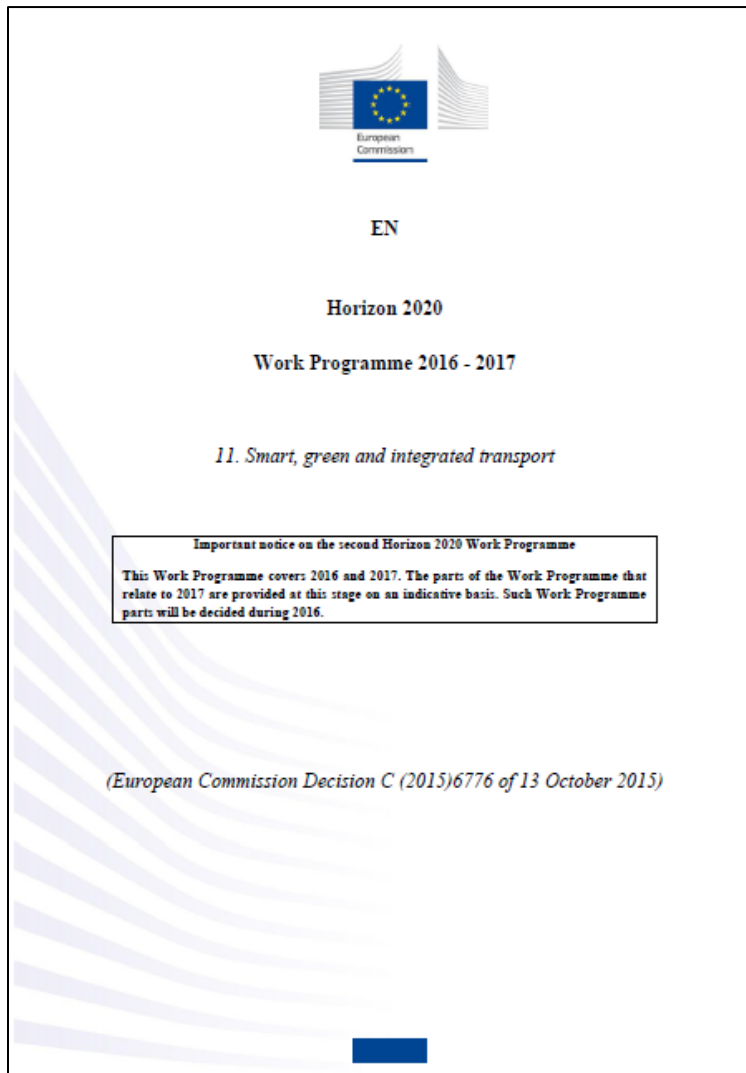 European
Commission
EN
Horizon 2020
Work Programme 2016 - 2017
11. Smart, green and integrated transport
Important notice on the second Horizon 2020 Work Programme
This Work Programme covers 2016 and 2017. The parts of the Work Programme that
relate to 2017 are provided at this stage on an indicative basis. Such Work Programme
parts will be decided during 2016.
(European Commission Decision C (2015)6776 of 13 October 2015)